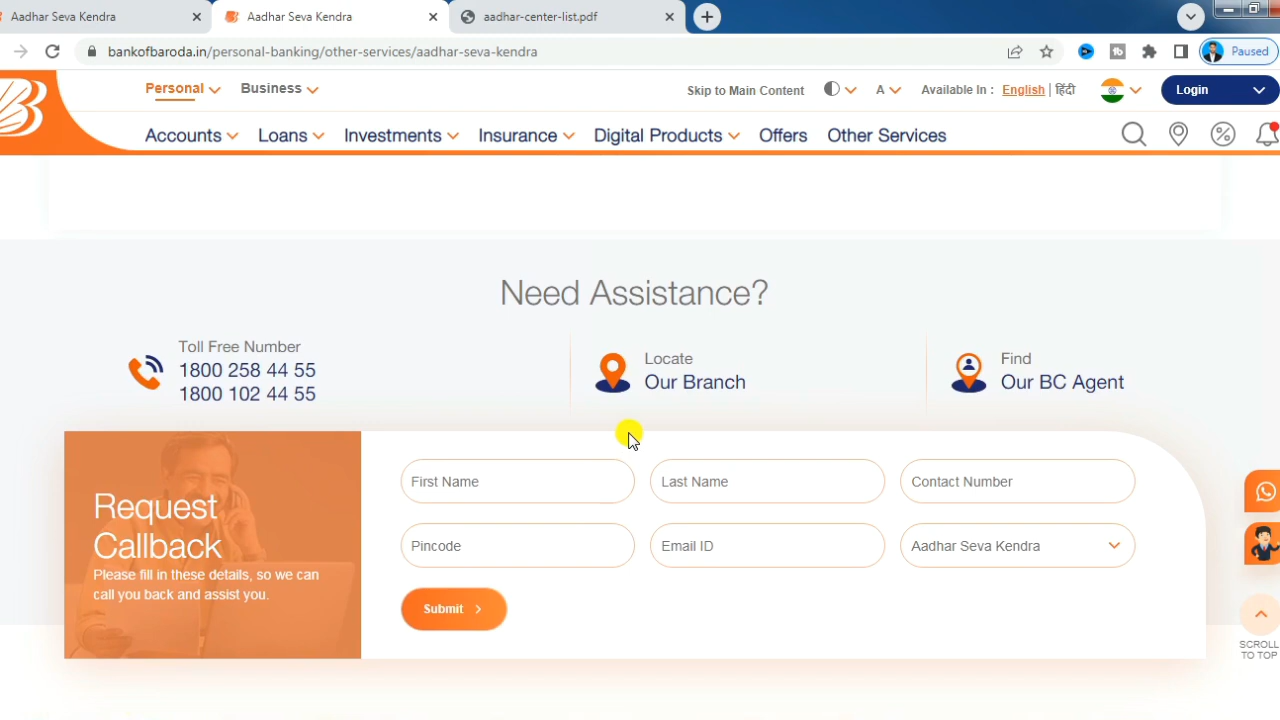 Aadhar Seva Kendra
Aadhar Seva Kendra
aadhar-center-list.pdf
bankofbaroda.in/personal-banking/other-services/aadhar-seva-kendra
Paused
Personal
Business
Skip to Main Content
A
Available in :
English | हिंदी
Login
Accounts
Loans
Investments
Insurance
Digital Products
Offers
Other Services
Need Assistance?
Toll Free Number
1800 258 44 55
1800 102 44 55
Locate
Our Branch
Find
Our BC Agent
Request
Callback
Please fill in these details, so we can
call you back and assist you.
First Name
Last Name
Contact Number
Pincode
Email ID
Aadhar Seva Kendra
Submit
SCROLL
TO TOP